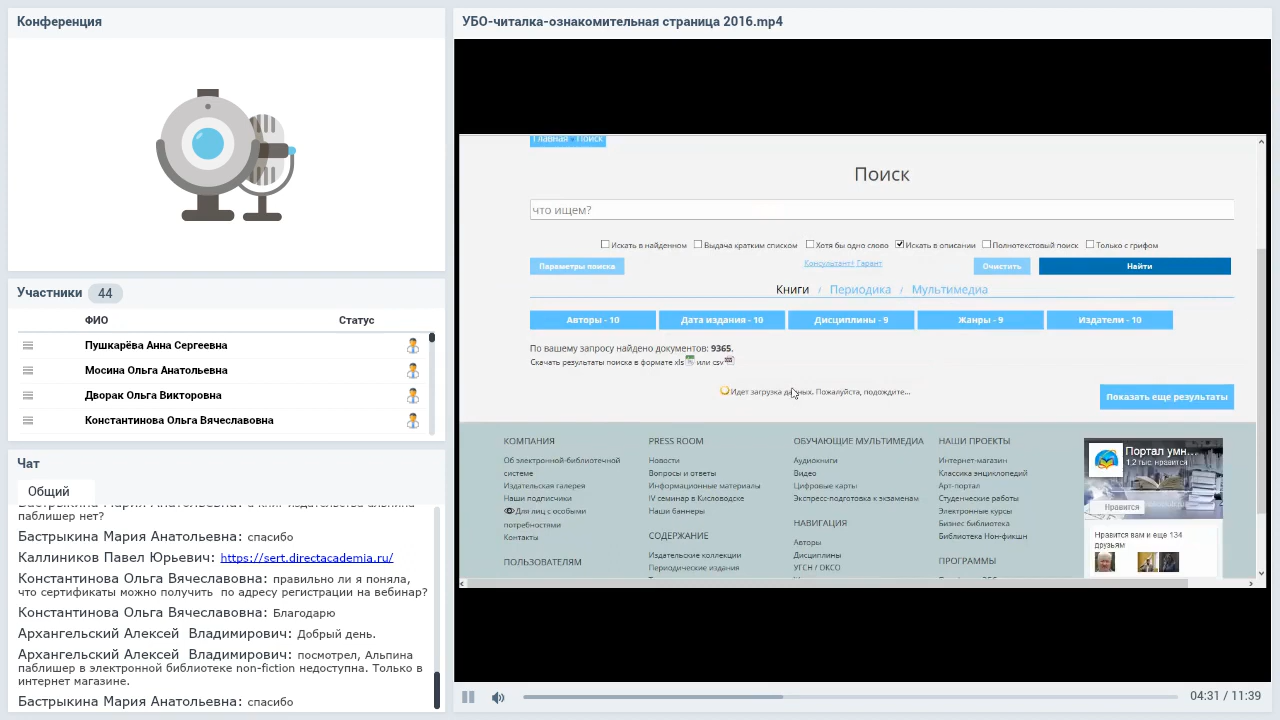 Конференция
УБО-читалка-ознакомительная страница 2016.mp4
Участники 44
ФИО Статус
Пушкарёва Анна Сергеевна
Мосина Ольга Анатольевна
Дворак Ольга Викторовна
Константинова Ольга Вячеславовна
Чат
Общий
паблишер нет?
Бастрыкина Мария Анатольевна: спасибо
Каллиников Павел Юрьевич: https://sert.directacademia.ru/
Константинова Ольга Вячеславовна: правильно ли я поняла,
что сертификаты можно получить по адресу регистрации на вебинар?
Константинова Ольга Вячеславовна: Благодарю
Архангельский Алексей Владимирович: Добрый день.
Архангельский Алексей Владимирович: посмотрел, Альпина
паблишер в электронной библиотеке non-fiction недоступна. Только в
интернет магазине.
Бастрыкина Мария Анатольевна: спасибо
Главная Поиск
Поиск
что ищем?
Искать в найденном Выдача кратким списком Хотя бы одно слово Искать в описании Полнотекстовый поиск Только с грифом
Параметры поиска Консультант! Гарант Очистить Найти
Книги / Периодика / Мультимедиа
Авторы - 10 Дата издания - 10 Дисциплины - 9 Жанры - 9 Издатели - 10
По вашему запросу найдено документов: 9365.
Скачать результаты поиска в формате xls или csv
Идет загрузка данных. Пожалуйста, подождите...
Показать еще результаты
КОМПАНИЯ
Об электронной-библиотечной
системе
Издательская галерея
Наши подписчики
Для лиц с особыми
потребностями
Контакты
ПОЛЬЗОВАТЕЛЯМ
PRESS ROOM
Новости
Вопросы и ответы
Информационные материалы
IV семинар в Кисловодске
Наши баннеры
СОДЕРЖАНИЕ
Издательские коллекции
Периодические издания
ОБУЧАЮЩИЕ МУЛЬТИМЕДИА
Аудиокниги
Видео
Цифровые карты
Экспресс-подготовка к экзаменам
НАВИГАЦИЯ
Авторы
Дисциплины
УГСН / ОКСО
НАШИ ПРОЕКТЫ
Интернет-магазин
Классика энциклопедий
Арт-портал
Студенческие работы
Электронные курсы
Бизнес библиотека
Библиотека Нон-фикшн
ПРОГРАММЫ
Портал умн...
1,2 тыс. нравится
Нравится
Нравится вам и еще 134
друзьям
04:31 / 11:39